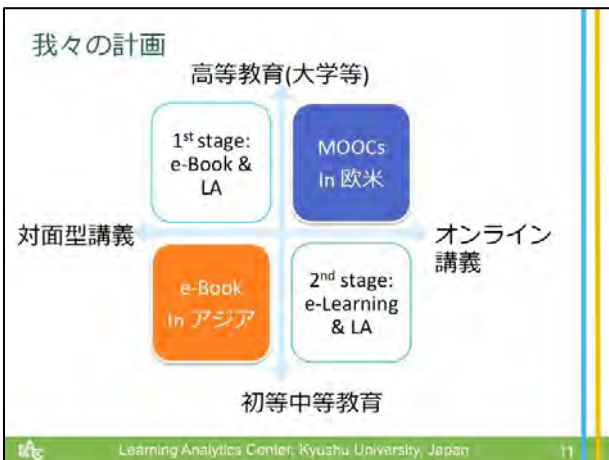 我々の計画
高等教育(大学等)
1st stage:
e-Book &
LA
MOOCs
In 欧米
対面型講義
オンライン
講義
e-Book
In アジア
2nd stage:
e-Learning
& LA
初等中等教育
Learning Analytics Center, Kyushu University, Japan
11